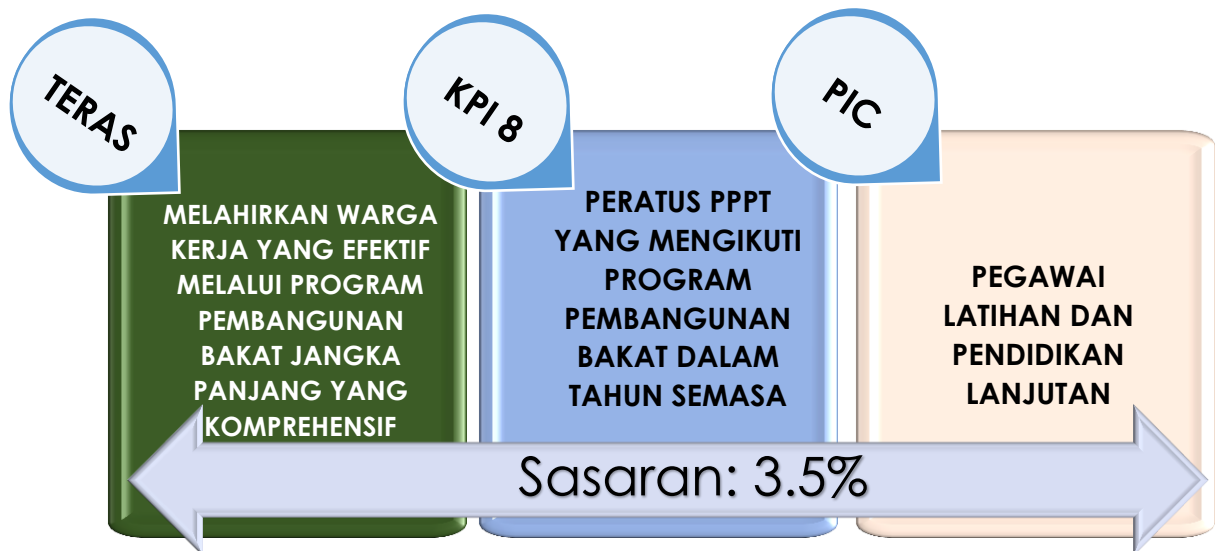 TERAS
MELAHIRKAN WARGA
KERJA YANG EFEKTIF
MELALUI PROGRAM
PEMBANGUNAN
BAKAT JANGKA
PANJANG YANG
KOMPREHENSIF
KPI 8
PERATUS PPPT
YANG MENGIKUTI
PROGRAM
PEMBANGUNAN
BAKAT DALAM
TAHUN SEMASA
PIC
PEGAWAI
LATIHAN DAN
PENDIDIKAN
LANJUTAN
Sasaran: 3.5%